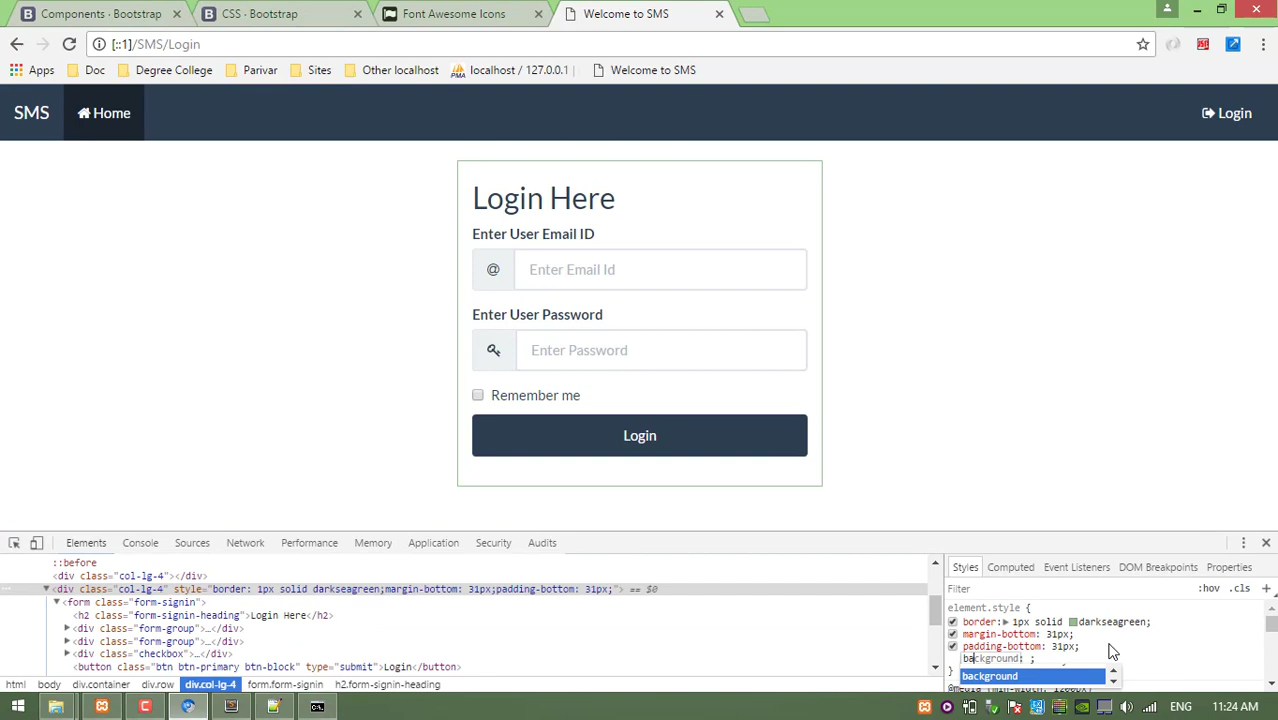 Components · Bootstrap
CSS · Bootstrap
Font Awesome Icons
Welcome to SMS
[::1]/SMS/Login
Apps
Doc
Degree College
Parivar
Sites
Other localhost
localhost / 127.0.0.1
Welcome to SMS
SMS
Home
Login
Login Here
Enter User Email ID
@
Enter Email Id
Enter User Password
Enter Password
Remember me
Login
Elements
Console
Sources
Network
Performance
Memory
Application
Security
Audits
::before
<div class="col-lg-4"></div>
<div class="col-lg-4" style="border: 1px solid darkseagreen;margin-bottom: 31px;padding-bottom: 31px;"> == $0
<form class="form-signin">
<h2 class="form-signin-heading">Login Here</h2>
<div class="form-group">…</div>
<div class="form-group">…</div>
<div class="checkbox">…</div>
<button class="btn btn-primary btn-block" type="submit">Login</button>
html
body
div.container
div.row
div.col-lg-4
form.form-signin
h2.form-signin-heading
Styles
Computed
Event Listeners
DOM Breakpoints
Properties
Filter
:hov
.cls
+
element.style {
border: 1px solid darkseagreen;
margin-bottom: 31px;
padding-bottom: 31px;
background: ;
}
background
ENG
11:24 AM